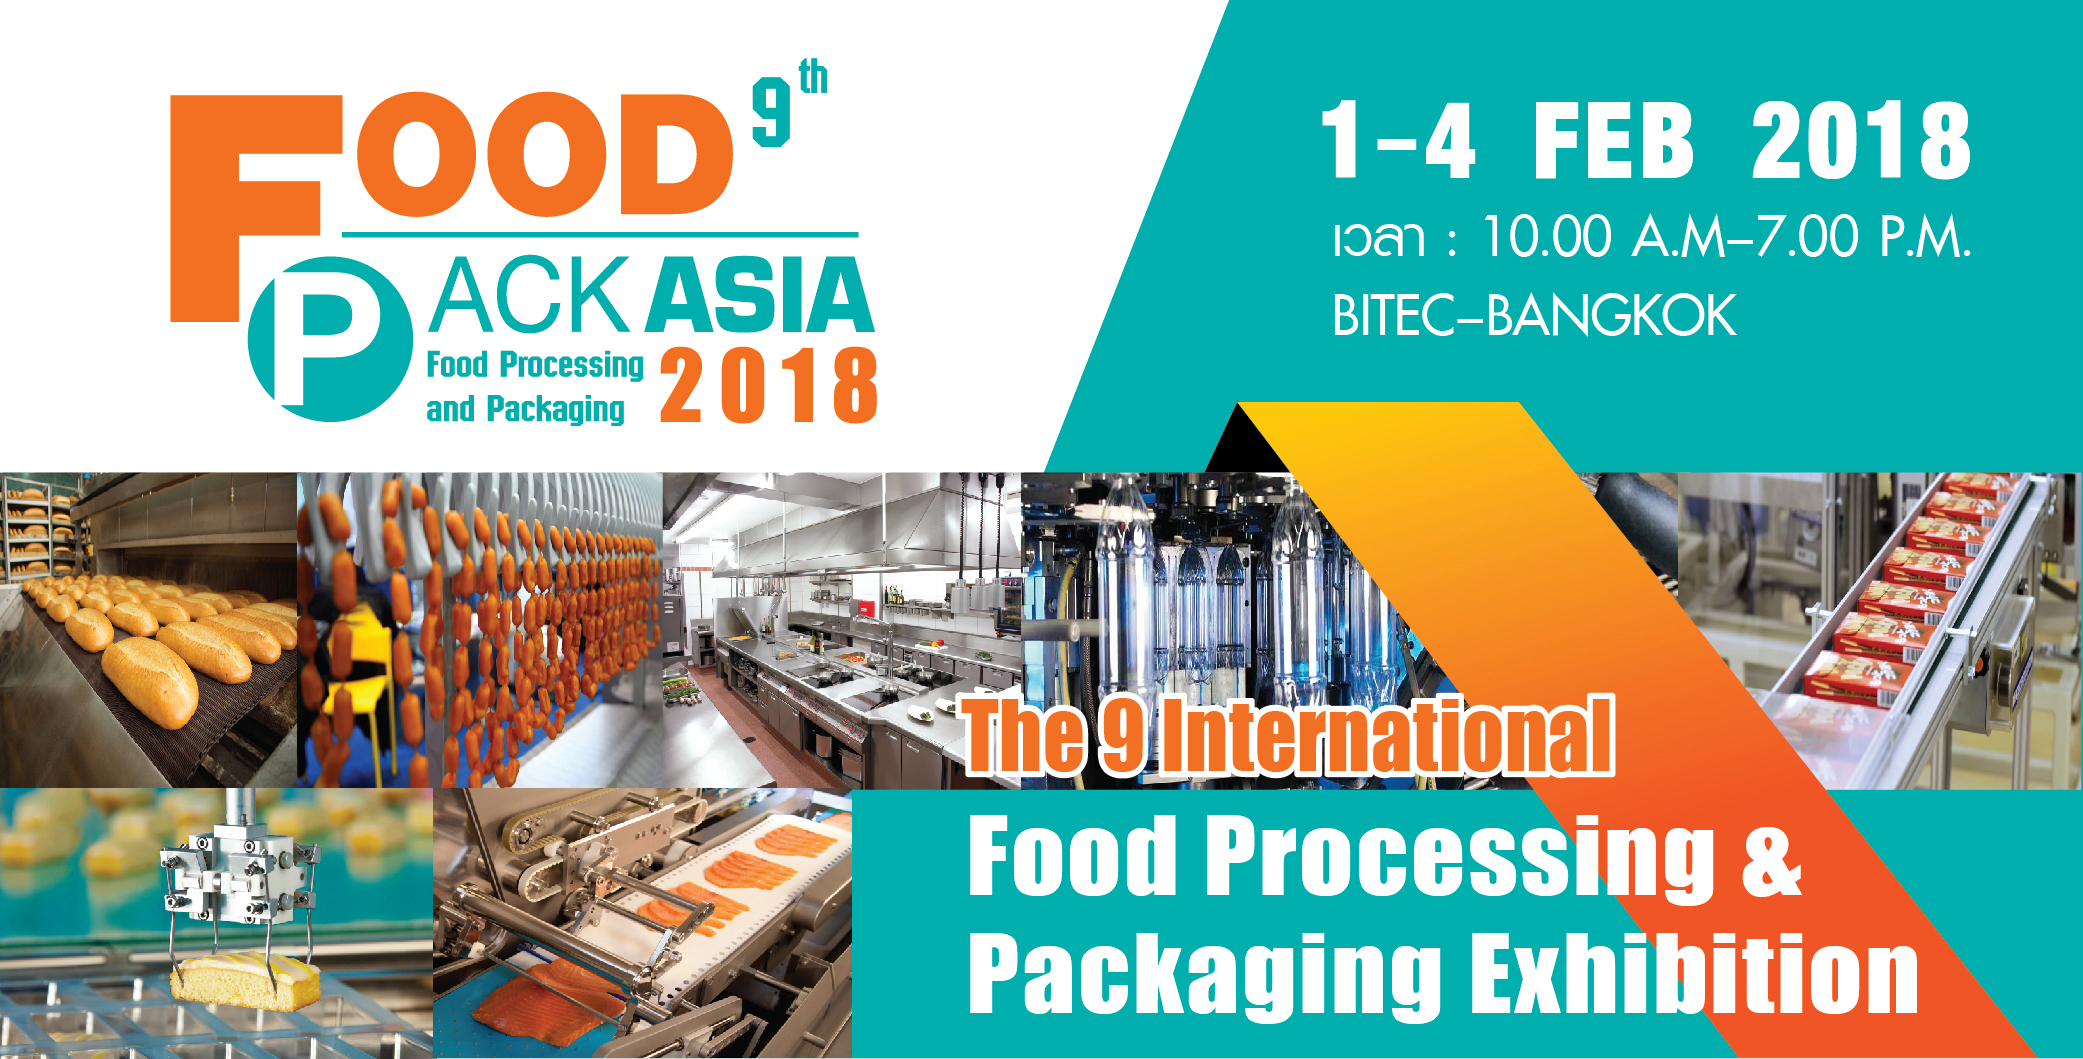 FOOD 9th
PACK ASIA
Food Processing
and Packaging
2018
1-4 FEB 2018
เวลา : 10.00 A.M-7.00 P.M.
BITEC-BANGKOK
The 9 International
Food Processing &
Packaging Exhibition